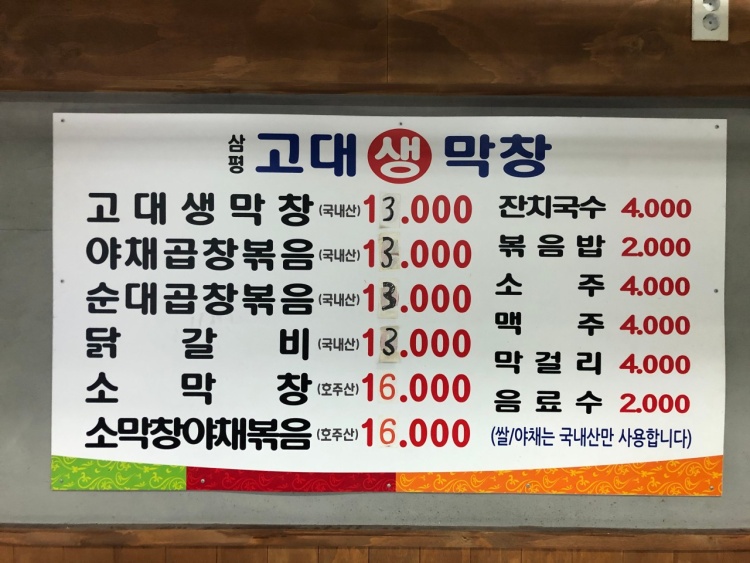 삼평 고대 생 막창
고대생막창 (국내산) 13.000
야채곱창볶음 (국내산) 13.000
순대곱창볶음 (국내산) 13.000
닭갈비 (국내산) 13.000
소막창 (호주산) 16.000
소막창야채볶음 (호주산) 16.000
잔치국수 4.000
볶음밥 2.000
소주 4.000
맥주 4.000
막걸리 4.000
음료수 2.000
(쌀/야채는 국내산만 사용합니다)